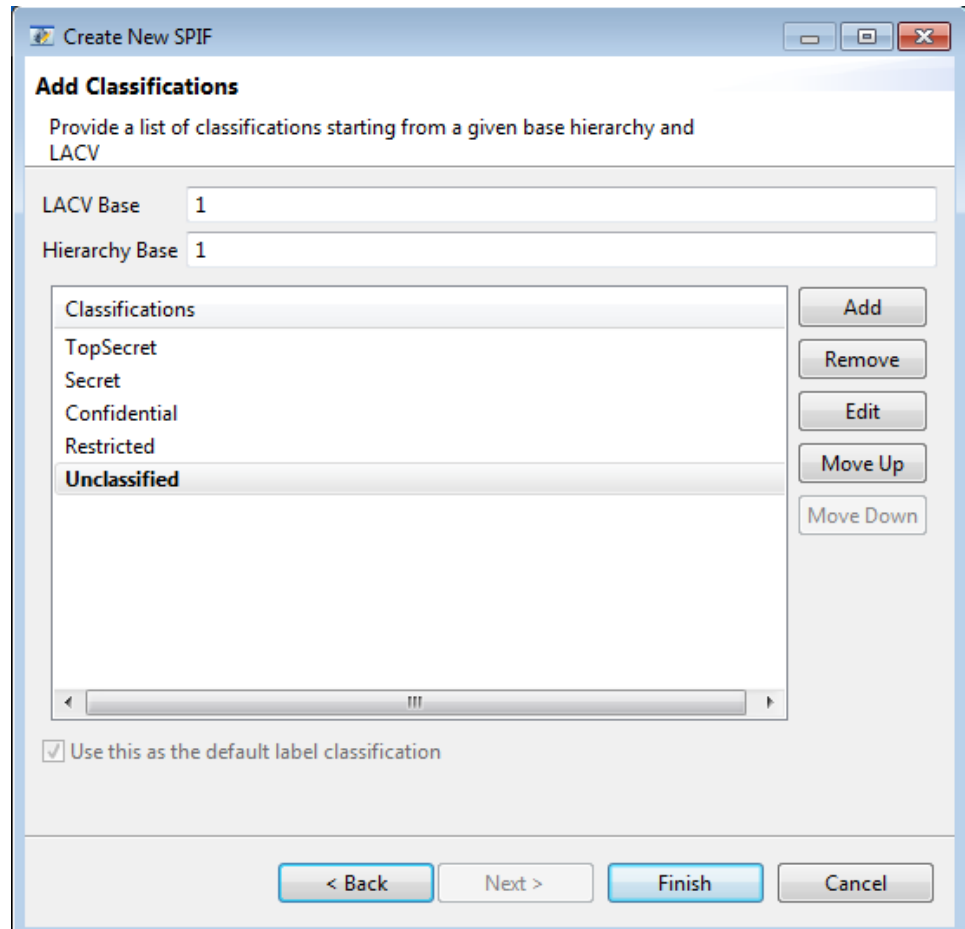 Create New SPIF
Add Classifications
Provide a list of classifications starting from a given base hierarchy and
LACV
LACV Base 1
Hierarchy Base 1
Classifications
Add
TopSecret
Remove
Secret
Confidential
Edit
Restricted
Move Up
Unclassified
Move Down
Use this as the default label classification
< Back Next > Finish Cancel